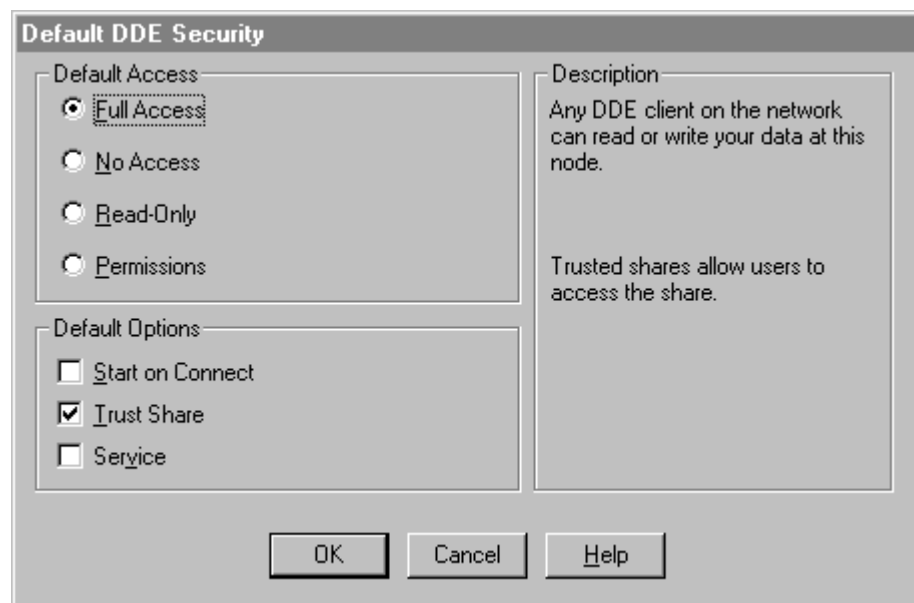 Default DDE Security
Default Access
Full Access
No Access
Read-Only
Permissions
Default Options
Start on Connect
Trust Share
Service
Description
Any DDE client on the network
can read or write your data at this
node.
Trusted shares allow users to
access the share.
OK
Cancel
Help